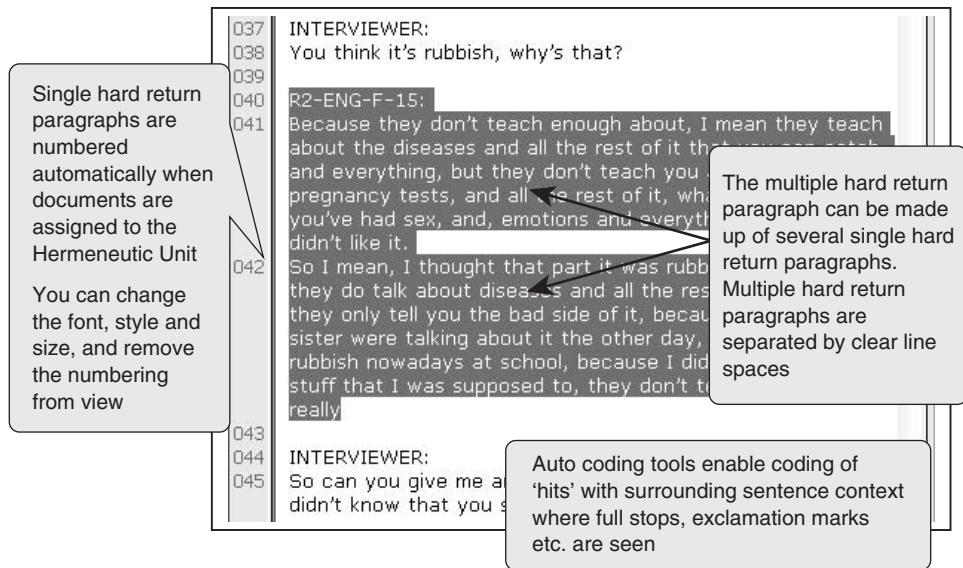 037 INTERVIEWER:
038 You think it's rubbish, why's that?
039
040 R2-ENG-F-15:
041 Because they don't teach enough about, I mean they teach
about the diseases and all the rest of it that you can catch
and everything, but they don't teach you
pregnancy tests, and all the rest of it,
you've had sex, and, emotions and
didn't like it.
042 So I mean, I thought that part it was
they do talk about diseases and all the
they only tell you the bad side of it,
sister were talking about it the other day,
rubbish nowadays at school, because I
stuff that I was supposed to, they don't
really
043
044 INTERVIEWER:
045 So can you give me
didn't know that you
Single hard return
paragraphs are
numbered
automatically when
documents are
assigned to the
Hermeneutic Unit
You can change
the font, style and
size, and remove
the numbering
from view
The multiple hard return
paragraph can be made
up of several single hard
return paragraphs.
Multiple hard return
paragraphs are
separated by clear line
spaces
Auto coding tools enable coding of
'hits' with surrounding sentence context
where full stops, exclamation marks
etc. are seen